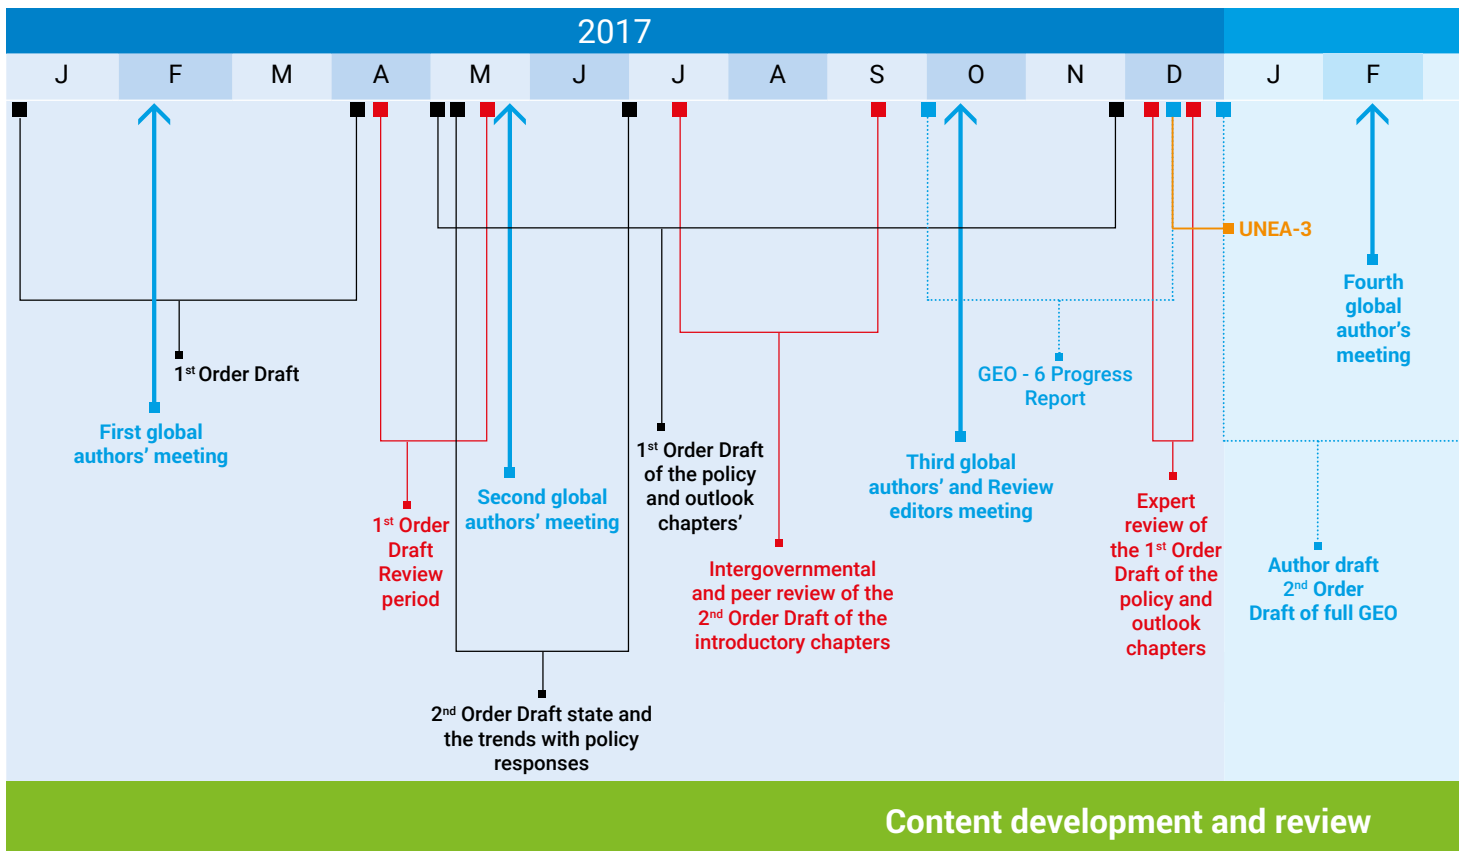 2017
J F M A M J J A S O N D J F
UNEA-3
1st Order Draft
First global
authors' meeting
1st Order
Draft
Review
period
Second global
authors' meeting
2nd Order Draft state and
the trends with policy
responses
1st Order Draft
of the policy
and outlook
chapters’
Intergovernmental
and peer review of the
2nd Order Draft of the
introductory chapters
Third global
authors' and Review
editors meeting
GEO - 6 Progress
Report
Expert
review of
the 1st Order
Draft of the
policy and
outlook
chapters
Fourth
global
author's
meeting
Author draft
2nd Order
Draft of full GEO
Content development and review